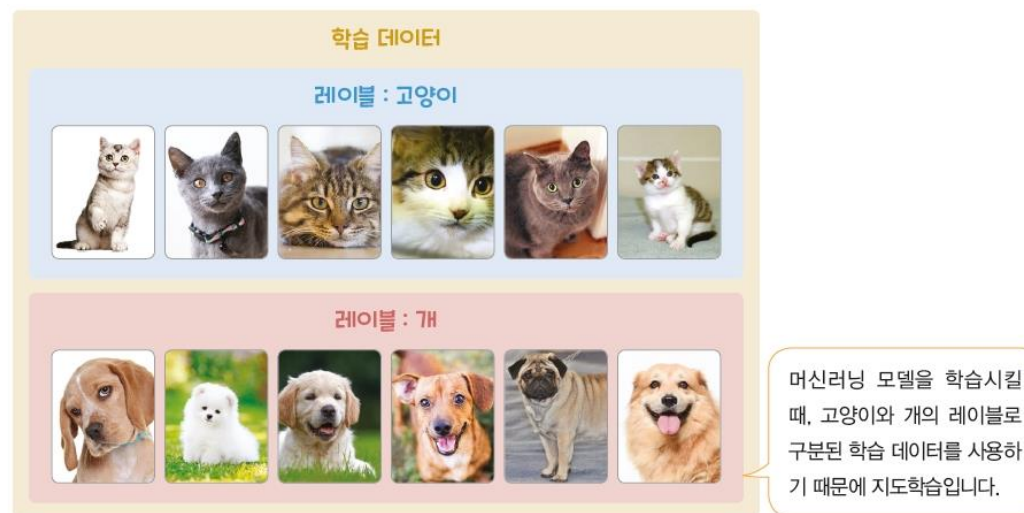 학습 데이터
레이블 : 고양이
레이블 : 개
머신러닝 모델을 학습시킬
때, 고양이와 개의 레이블로
구분된 학습 데이터를 사용하
기 때문에 지도학습입니다.